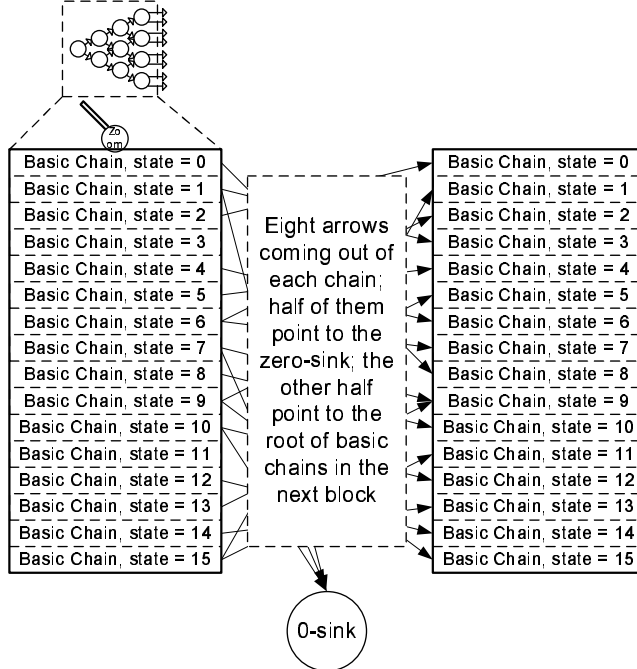 Zo
om
Basic Chain, state = 0
Basic Chain, state = 1
Basic Chain, state = 2
Basic Chain, state = 3
Basic Chain, state = 4
Basic Chain, state = 5
Basic Chain, state = 6
Basic Chain, state = 7
Basic Chain, state = 8
Basic Chain, state = 9
Basic Chain, state = 10
Basic Chain, state = 11
Basic Chain, state = 12
Basic Chain, state = 13
Basic Chain, state = 14
Basic Chain, state = 15
Eight arrows
coming out of
each chain;
half of them
point to the
zero-sink; the
other half
point to the
root of basic
chains in the
next block
Basic Chain, state = 0
Basic Chain, state = 1
Basic Chain, state = 2
Basic Chain, state = 3
Basic Chain, state = 4
Basic Chain, state = 5
Basic Chain, state = 6
Basic Chain, state = 7
Basic Chain, state = 8
Basic Chain, state = 9
Basic Chain, state = 10
Basic Chain, state = 11
Basic Chain, state = 12
Basic Chain, state = 13
Basic Chain, state = 14
Basic Chain, state = 15
0-sink